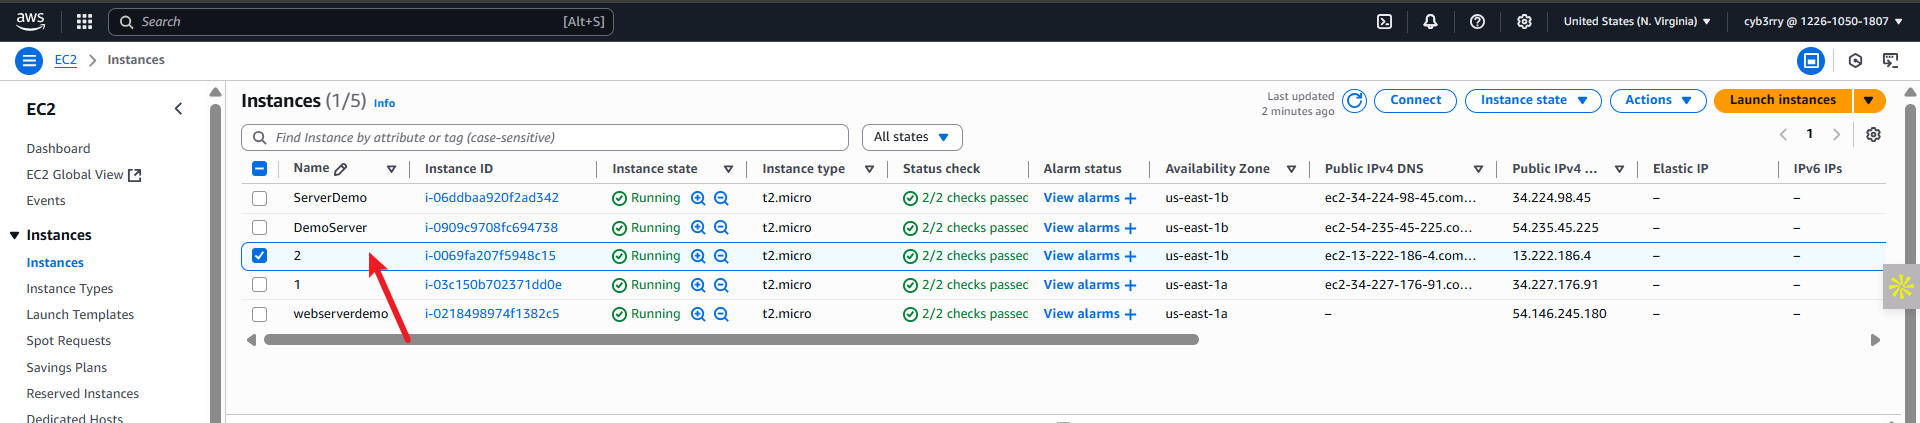 aws Search [Alt+S] United States (N. Virginia) cyb3rry @ 1226-1050-1807
EC2 Instances
EC2
Dashboard
EC2 Global View
Events
Instances
Instances
Instance Types
Launch Templates
Spot Requests
Savings Plans
Reserved Instances
Dedicated Hosts
Instances (1/5) Info
Last updated
2 minutes ago
Connect Instance state Actions Launch instances
Find Instance by attribute or tag (case-sensitive) All states 1
Name Instance ID Instance state Instance type Status check Alarm status Availability Zone Public IPv4 DNS Public IPv4 ... Elastic IP IPv6 IPs
ServerDemo i-06ddbaa920f2ad342 Running t2.micro 2/2 checks passed View alarms + us-east-1b ec2-34-224-98-45.com... 34.224.98.45 – –
DemoServer i-0909c9708fc694738 Running t2.micro 2/2 checks passed View alarms + us-east-1b ec2-54-235-45-225.co... 54.235.45.225 – –
2 i-0069fa207f5948c15 Running t2.micro 2/2 checks passed View alarms + us-east-1b ec2-13-222-186-4.com... 13.222.186.4 – –
1 i-03c150b702371dd0e Running t2.micro 2/2 checks passed View alarms + us-east-1a ec2-34-227-176-91.co... 34.227.176.91 – –
webserverdemo i-0218498974f1382c5 Running t2.micro 2/2 checks passed View alarms + us-east-1a – 54.146.245.180 – –